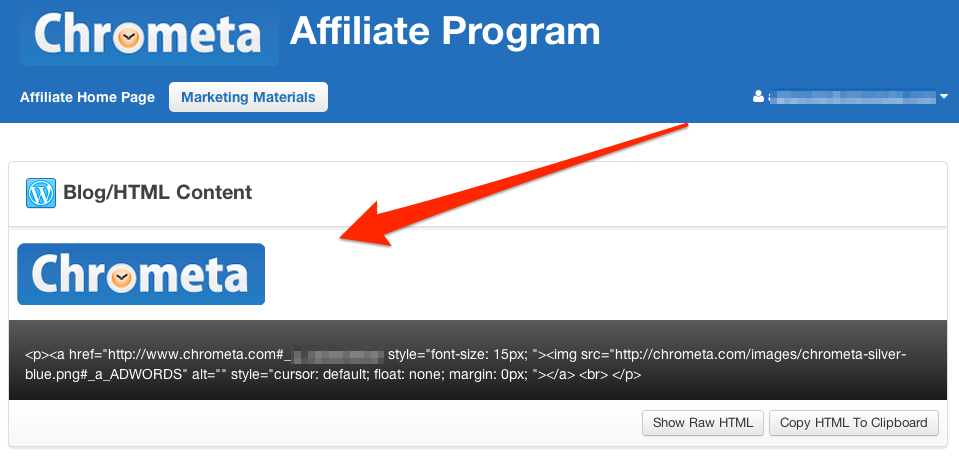 Chrometa Affiliate Program
Affiliate Home Page Marketing Materials
Blog/HTML Content
Chrometa
<p><a href="http://www.chrometa.com#_ style="font-size: 15px; "><img src="http://chrometa.com/images/chrometa-silver-
blue.png#_a_ADWORDS" alt="" style="cursor: default; float: none; margin: 0px; "></a> <br> </p>
Show Raw HTML Copy HTML To Clipboard